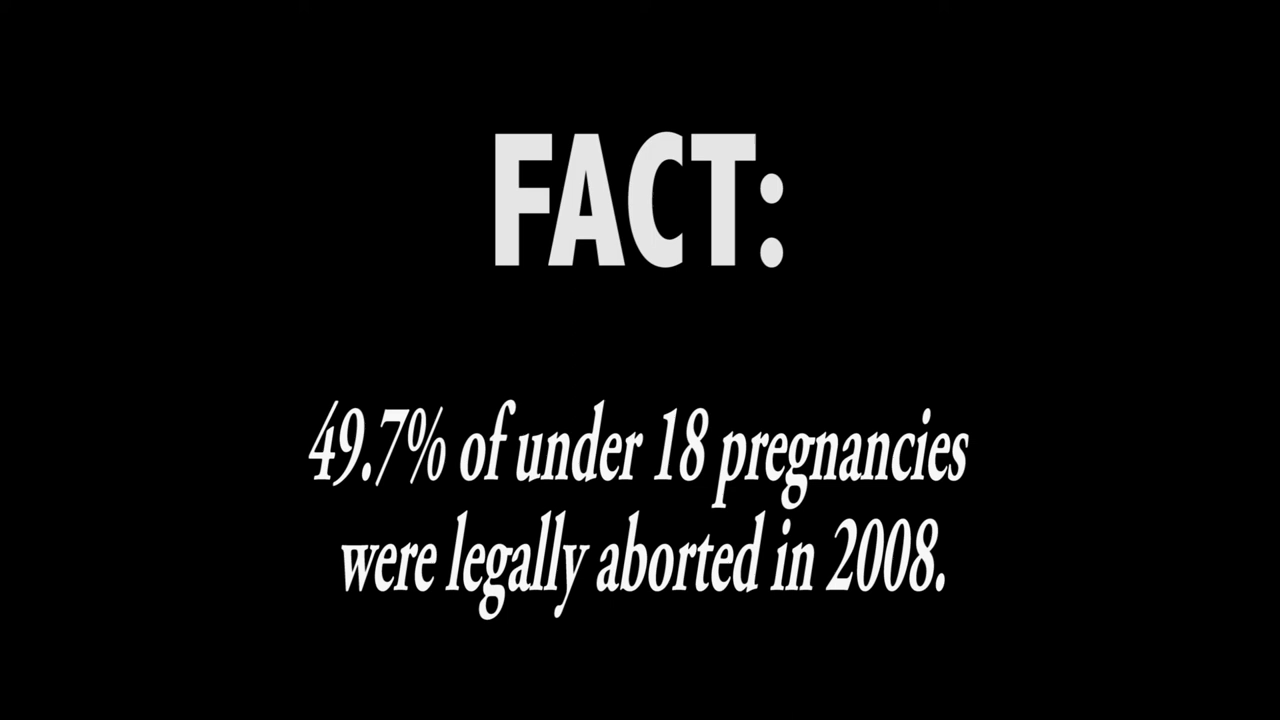 FACT:
49.7% of under 18 pregnancies
were legally aborted in 2008.